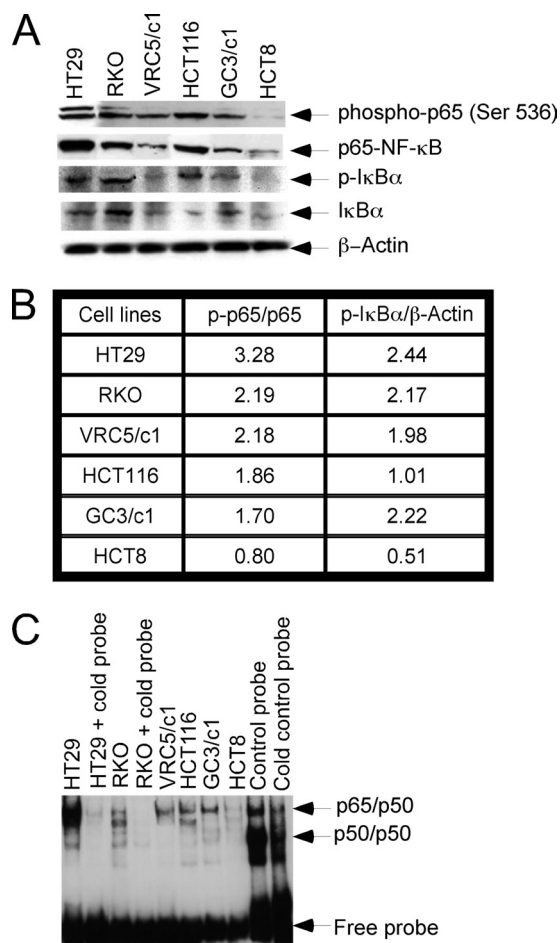 A
HT29
RKO
VRC5/c1
HCT116
GC3/c1
HCT8
phospho-p65 (Ser 536)
p65-NF-κB
p-IκBα
IκBα
β-Actin
B
Cell lines p-p65/p65 p-IκBα/β-Actin
HT29 3.28 2.44
RKO 2.19 2.17
VRC5/c1 2.18 1.98
HCT116 1.86 1.01
GC3/c1 1.70 2.22
HCT8 0.80 0.51
C
HT29
HT29 + cold probe
RKO
RKO + cold probe
VRC5/c1
HCT116
GC3/c1
HCT8
Control probe
Cold control probe
p65/p50
p50/p50
Free probe